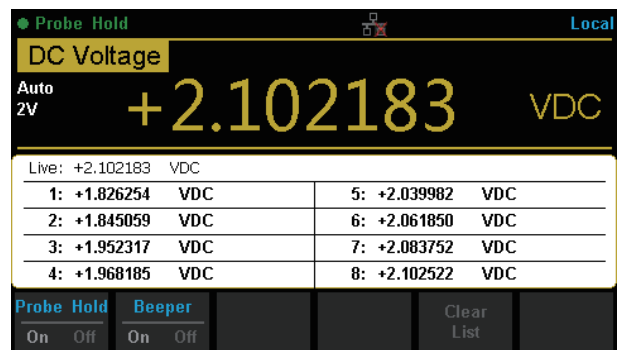 Probe Hold Local
DC Voltage
Auto
2V
+2.102183 VDC
Live: +2.102183 VDC
1: +1.826254 VDC 5: +2.039982 VDC
2: +1.845059 VDC 6: +2.061850 VDC
3: +1.952317 VDC 7: +2.083752 VDC
4: +1.968185 VDC 8: +2.102522 VDC
Probe Hold Beeper Clear
On Off On Off List